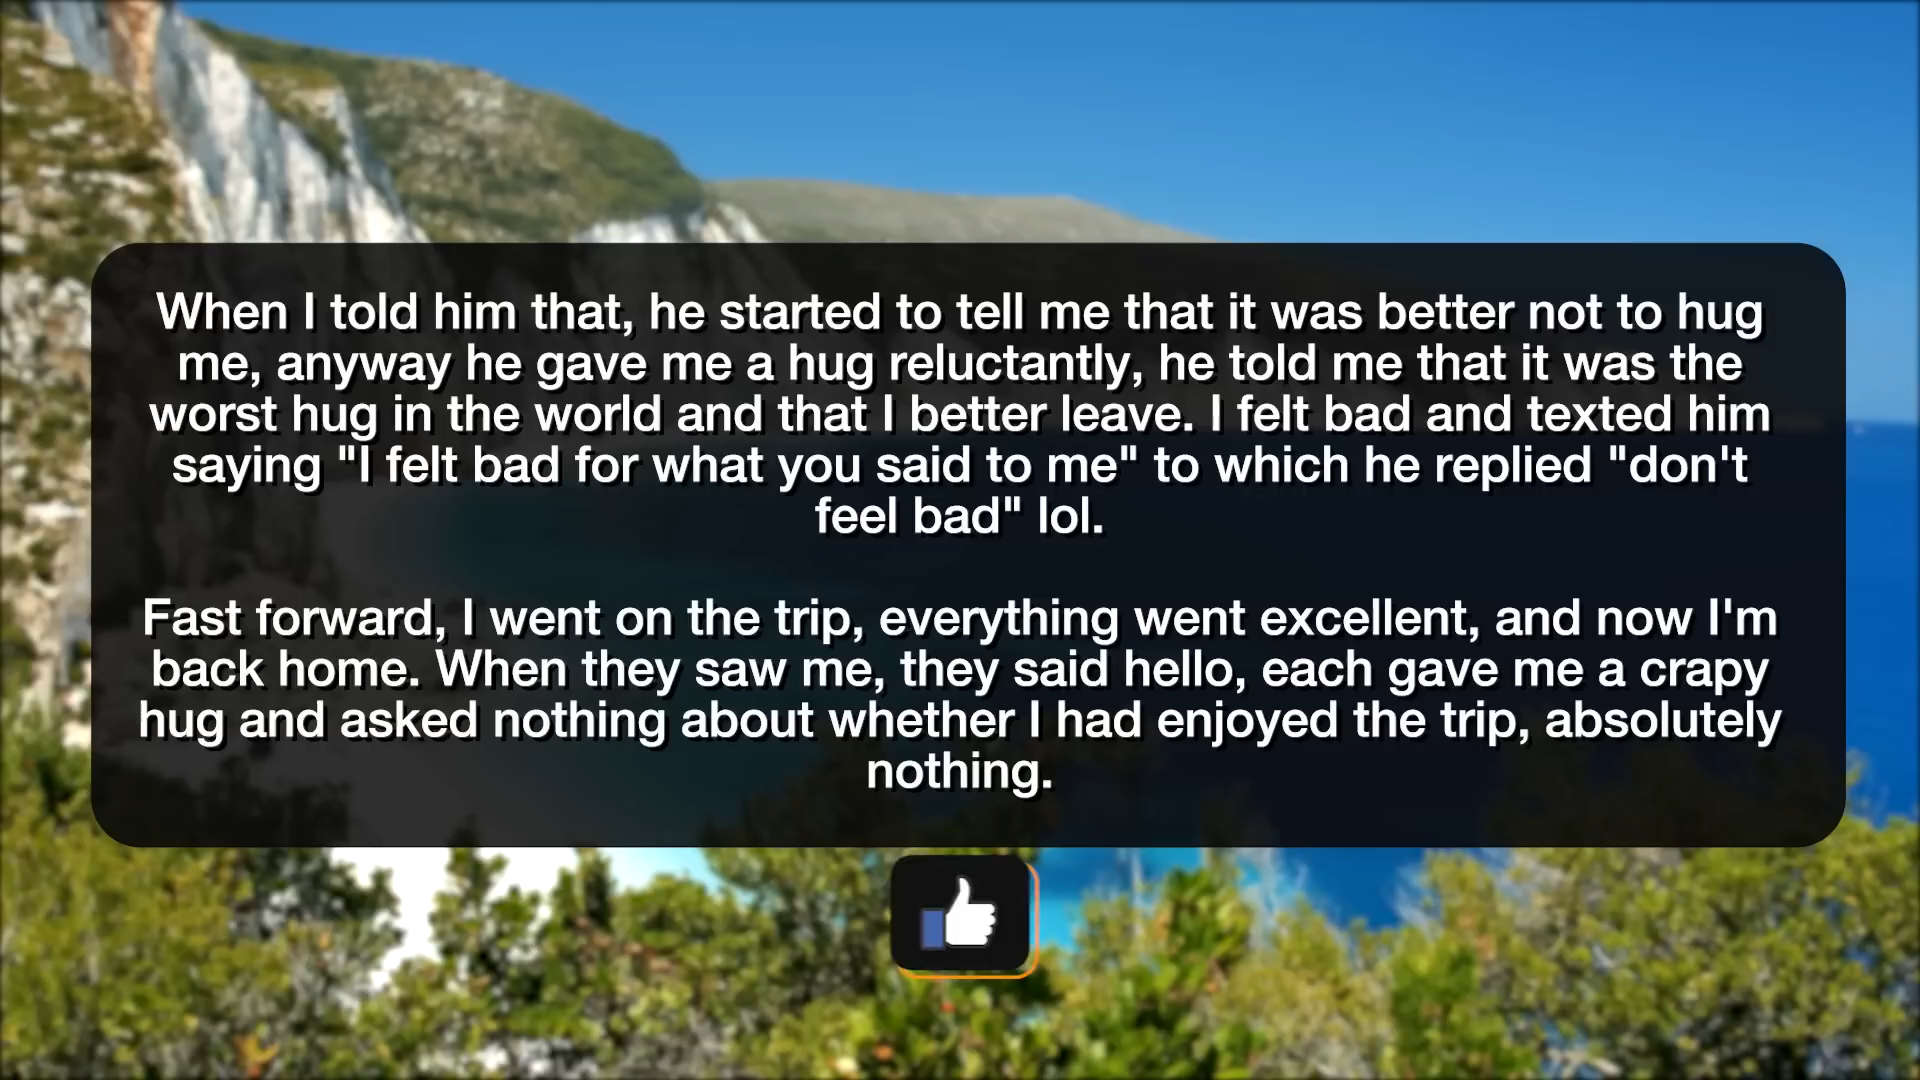 When I told him that, he started to tell me that it was better not to hug
me, anyway he gave me a hug reluctantly, he told me that it was the
worst hug in the world and that I better leave. I felt bad and texted him
saying "I felt bad for what you said to me" to which he replied "don't
feel bad" lol.
Fast forward, I went on the trip, everything went excellent, and now I'm
back home. When they saw me, they said hello, each gave me a crapy
hug and asked nothing about whether I had enjoyed the trip, absolutely
nothing.